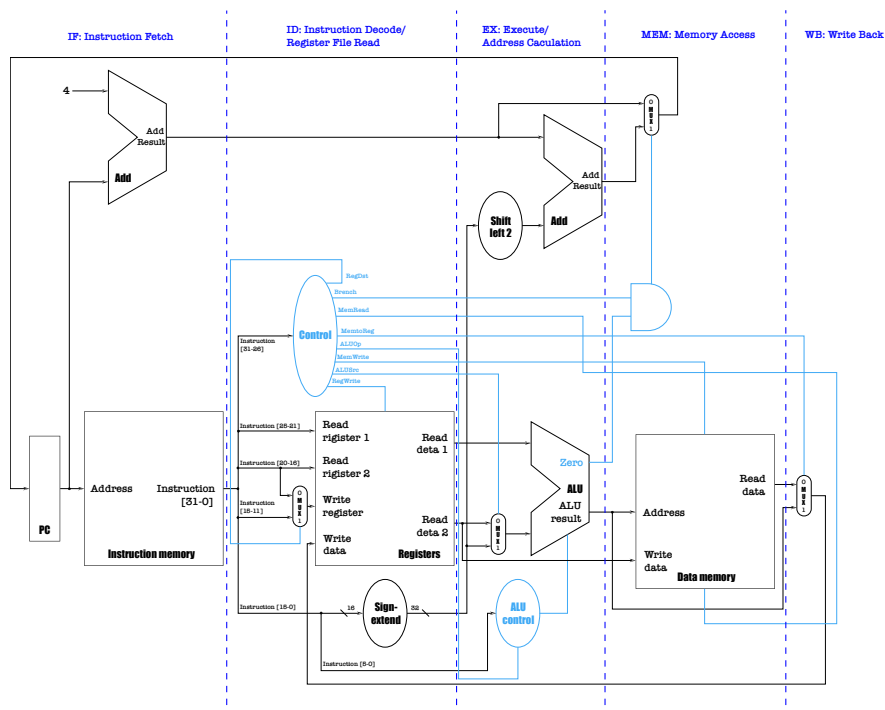 IF: Instruction Fetch
ID: Instruction Decode/
Register File Read
EX: Execute/
Address Caculation
MEM: Memory Access
WB: Write Back
4
Add
Result
Add
0
MUX
1
Add
Result
Add
Shift
left 2
RegDst
Branch
MemRead
MemtoReg
ALUOp
MemWrite
ALUSrc
RegWrite
Control
Instruction
[31-26]
Instruction [25-21]
Instruction [20-16]
Instruction
[15-11]
0
MUX
1
Read
rigister 1
Read
rigister 2
Write
register
Write
data
Read
deta 1
Read
deta 2
Registers
PC
Address
Instruction
[31-0]
Instruction memory
0
MUX
1
Zero
ALU
ALU
result
Address
Write
data
Read
data
Data memory
0
MUX
1
Instruction [15-0]
16
Sign-
extend
32
ALU
control
Instruction [5-0]